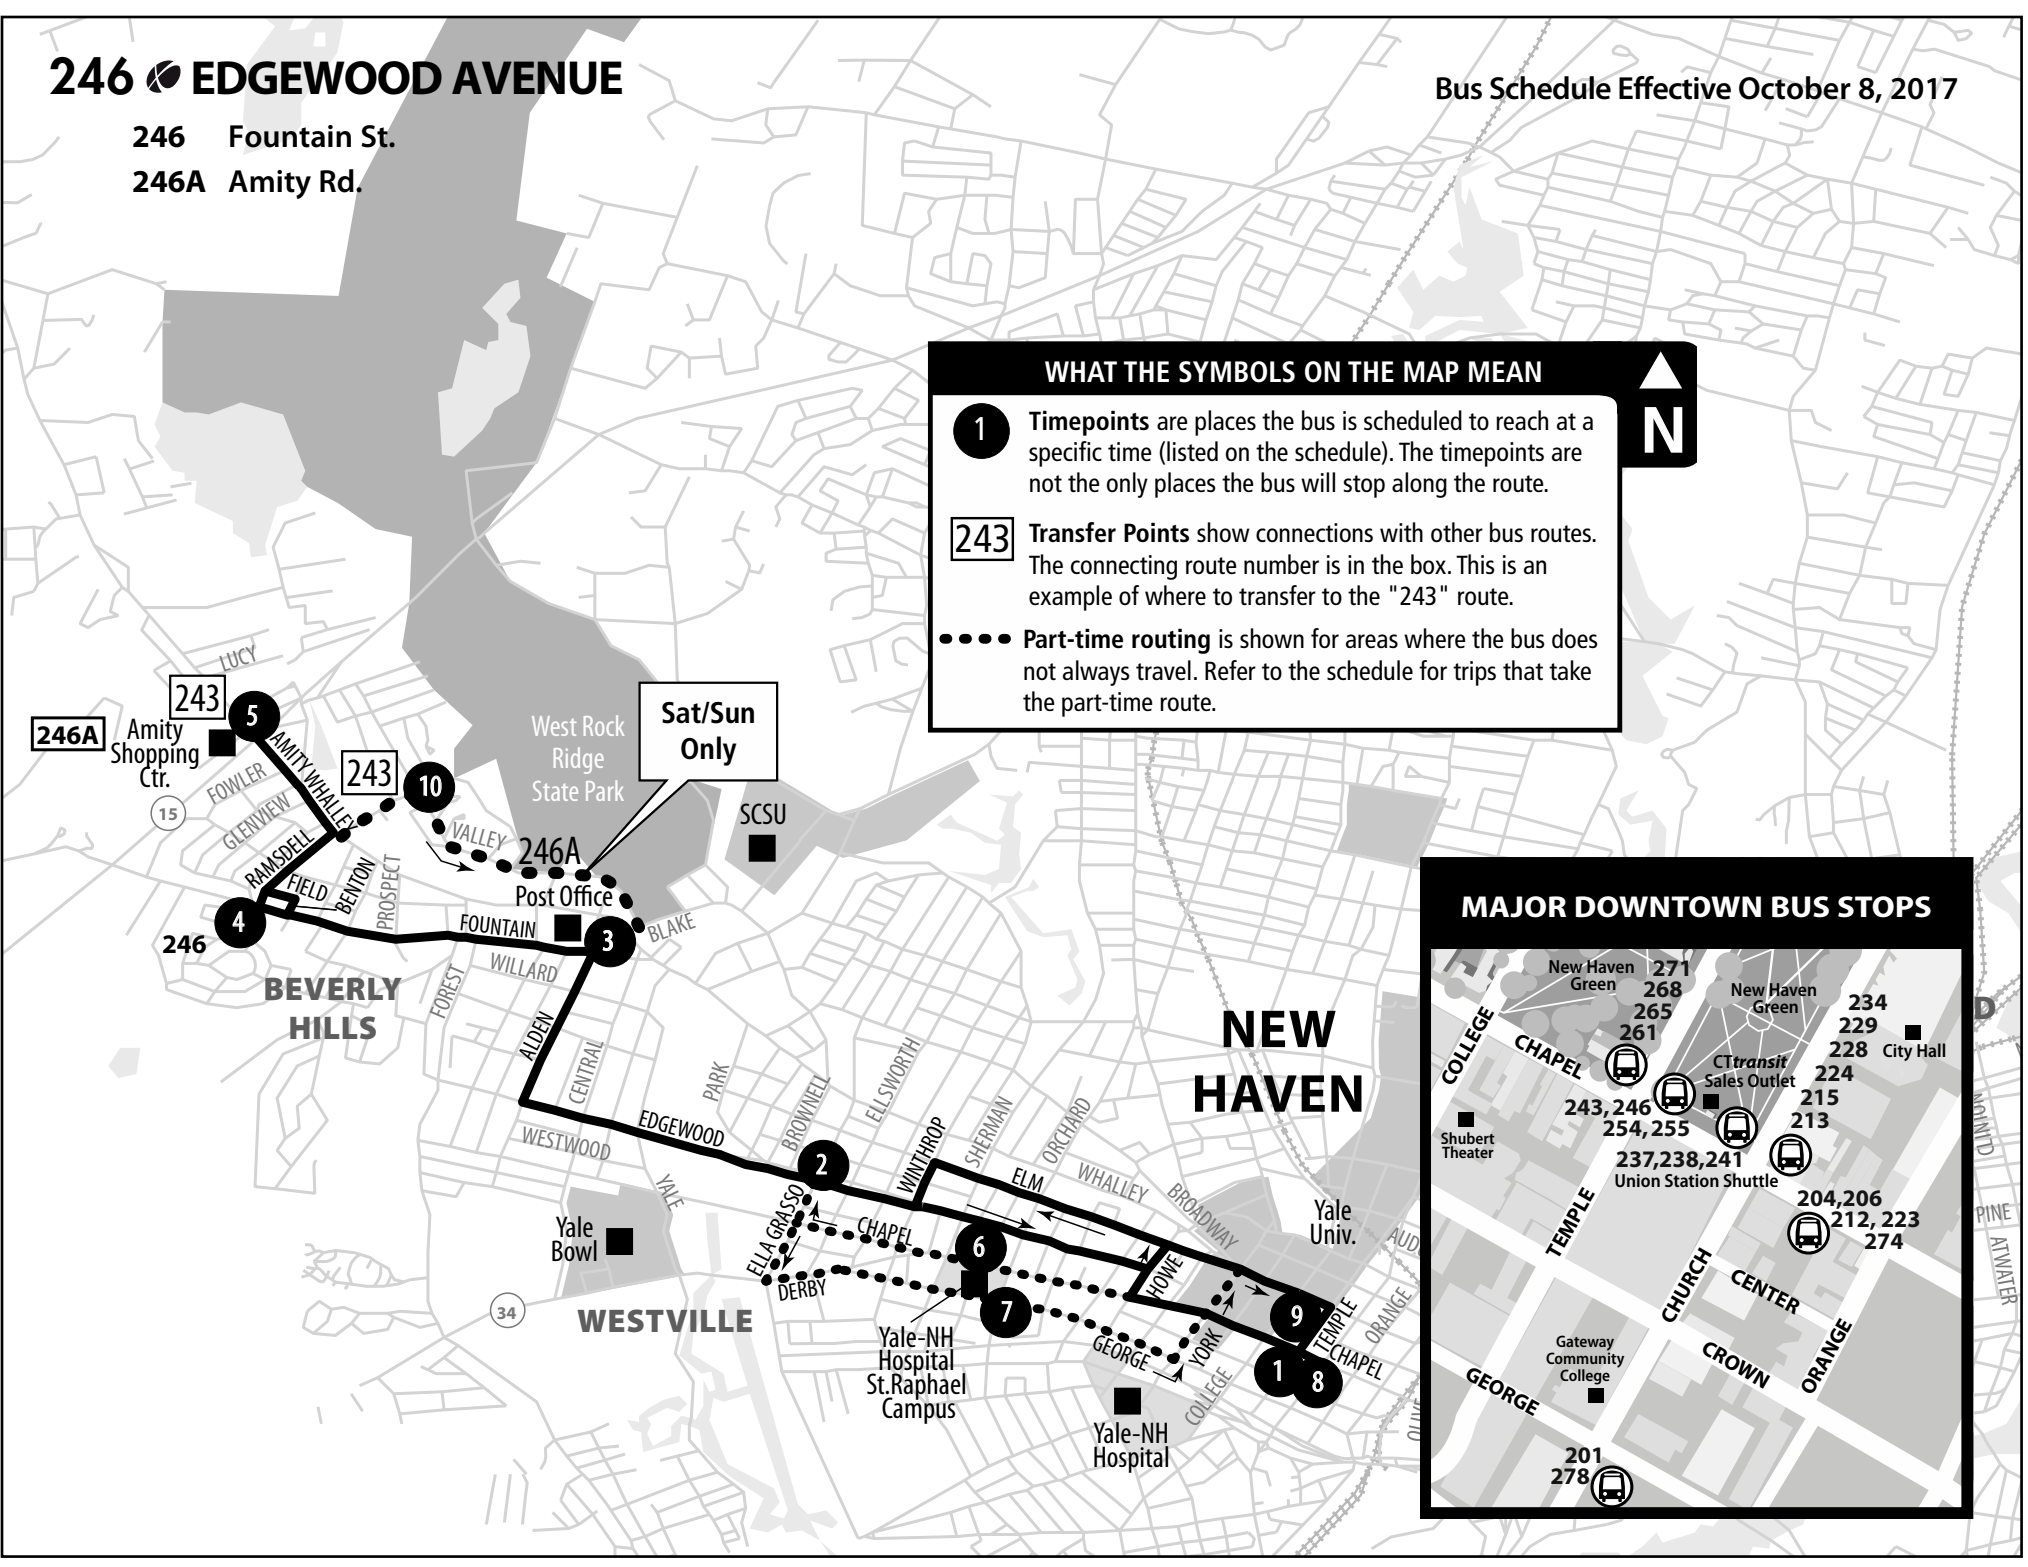 246 EDGEWOOD AVENUE
246 Fountain St.
246A Amity Rd.
Bus Schedule Effective October 8, 2017
WHAT THE SYMBOLS ON THE MAP MEAN
N
1
Timepoints are places the bus is scheduled to reach at a
specific time (listed on the schedule). The timepoints are
not the only places the bus will stop along the route.
243
Transfer Points show connections with other bus routes.
The connecting route number is in the box. This is an
example of where to transfer to the "243" route.
Part-time routing is shown for areas where the bus does
not always travel. Refer to the schedule for trips that take
the part-time route.
LUCY
243
5
246A
Amity
Shopping
Ctr.
AMITY
WHALLEY
FOWLER
GLENVIEW
15
243
10
West Rock
Ridge
State Park
Sat/Sun
Only
SCSU
VALLEY
246A
Post Office
RAMSDELL
FIELD
BENTON
PROSPECT
4
246
FOUNTAIN
3
BLAKE
WILLARD
FOREST
BEVERLY
HILLS
ALDEN
CENTRAL
PARK
BROWNELL
ELLSWORTH
EDGEWOOD
WESTWOOD
YALE
2
WINTHROP
SHERMAN
ORCHARD
ELM
WHALLEY
BROADWAY
NEW
HAVEN
Yale
Univ.
AUDU
Yale
Bowl
ELLA GRASSO
CHAPEL
6
DERBY
7
HOWE
34
WESTVILLE
Yale-NH
Hospital
St.Raphael
Campus
GEORGE
YORK
COLLEGE
9
1
8
TEMPLE
CHAPEL
ORANGE
OLIVE
Yale-NH
Hospital
D
CLINTON
PINE
ATWATER
MAJOR DOWNTOWN BUS STOPS
New Haven
Green
271
268
265
261
New Haven
Green
234
229
228
224
215
213
City Hall
COLLEGE
CHAPEL
CTtransit
Sales Outlet
243, 246
254, 255
Shubert
Theater
237,238,241
Union Station Shuttle
204,206
212, 223
274
TEMPLE
CHURCH
CENTER
Gateway
Community
College
CROWN
ORANGE
GEORGE
201
278